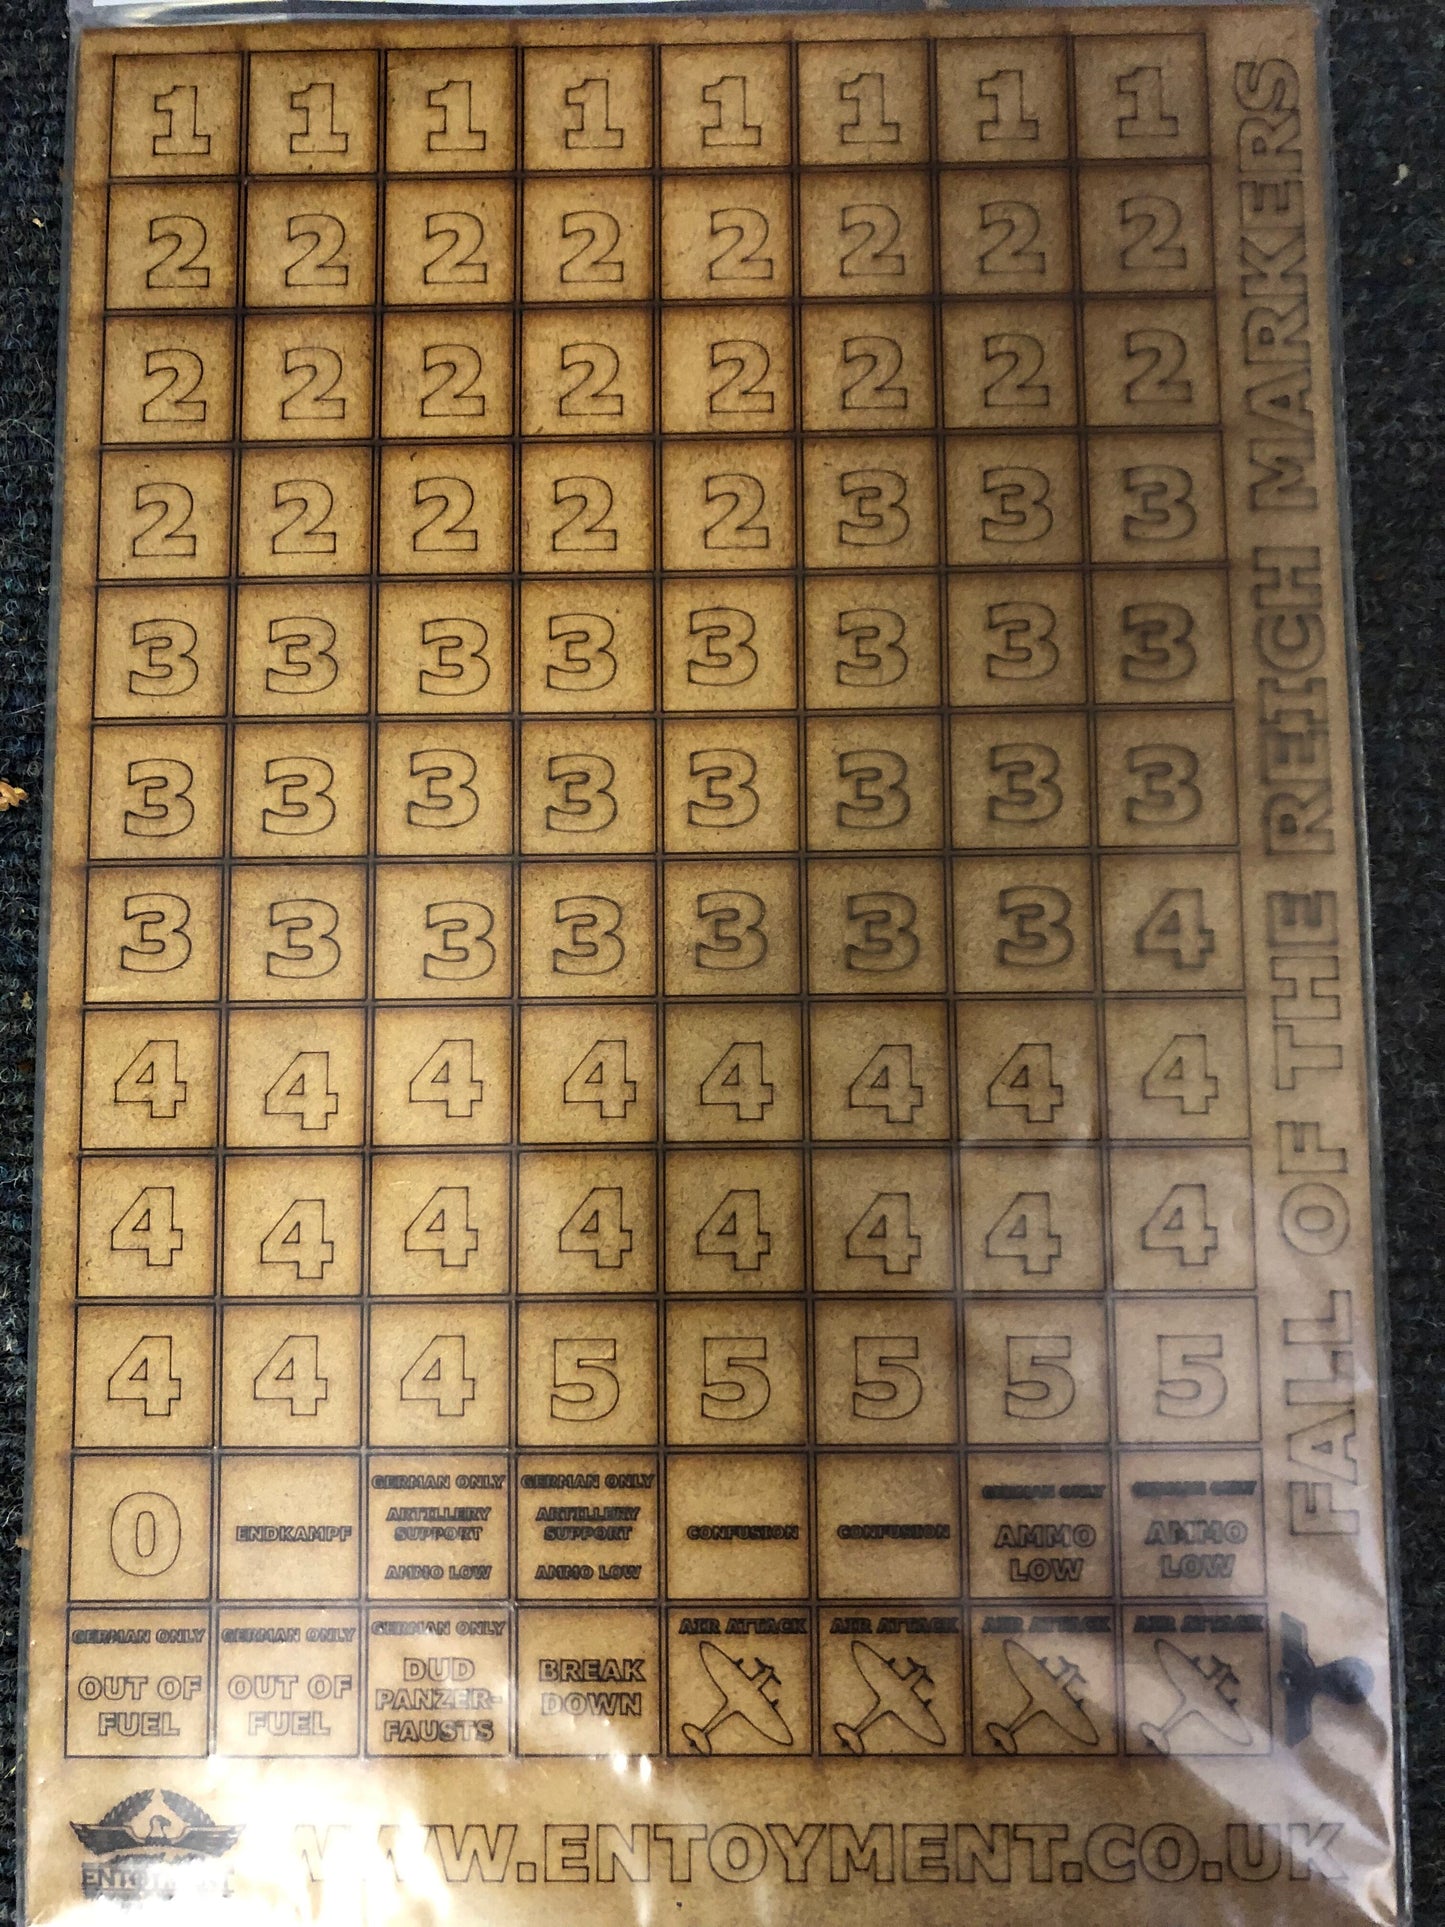 1 1 1 1 1 1 1 1
2 2 2 2 2 2 2 2
2 2 2 2 2 2 2 2
2 2 2 2 2 3 3 3
3 3 3 3 3 3 3 3
3 3 3 3 3 3 3 3
3 3 3 3 3 3 3 4
4 4 4 4 4 4 4 4
4 4 4 4 4 4 4 4
4 4 4 5 5 5 5 5
0
ENDKAMPF
GERMAN ONLY
ARTILLERY
SUPPORT
AMMO LOW
GERMAN ONLY
ARTILLERY
SUPPORT
AMMO LOW
CONFUSION
CONFUSION
GERMAN ONLY
AMMO
LOW
GERMAN ONLY
AMMO
LOW
GERMAN ONLY
OUT OF
FUEL
GERMAN ONLY
OUT OF
FUEL
GERMAN ONLY
DUD
PANZER-
FAUSTS
BREAK
DOWN
AIR ATTACK
AIR ATTACK
AIR ATTACK
AIR ATTACK
FALL OF THE REICH MARKERS
ENTOYMENT
WWW.ENTOYMENT.CO.UK